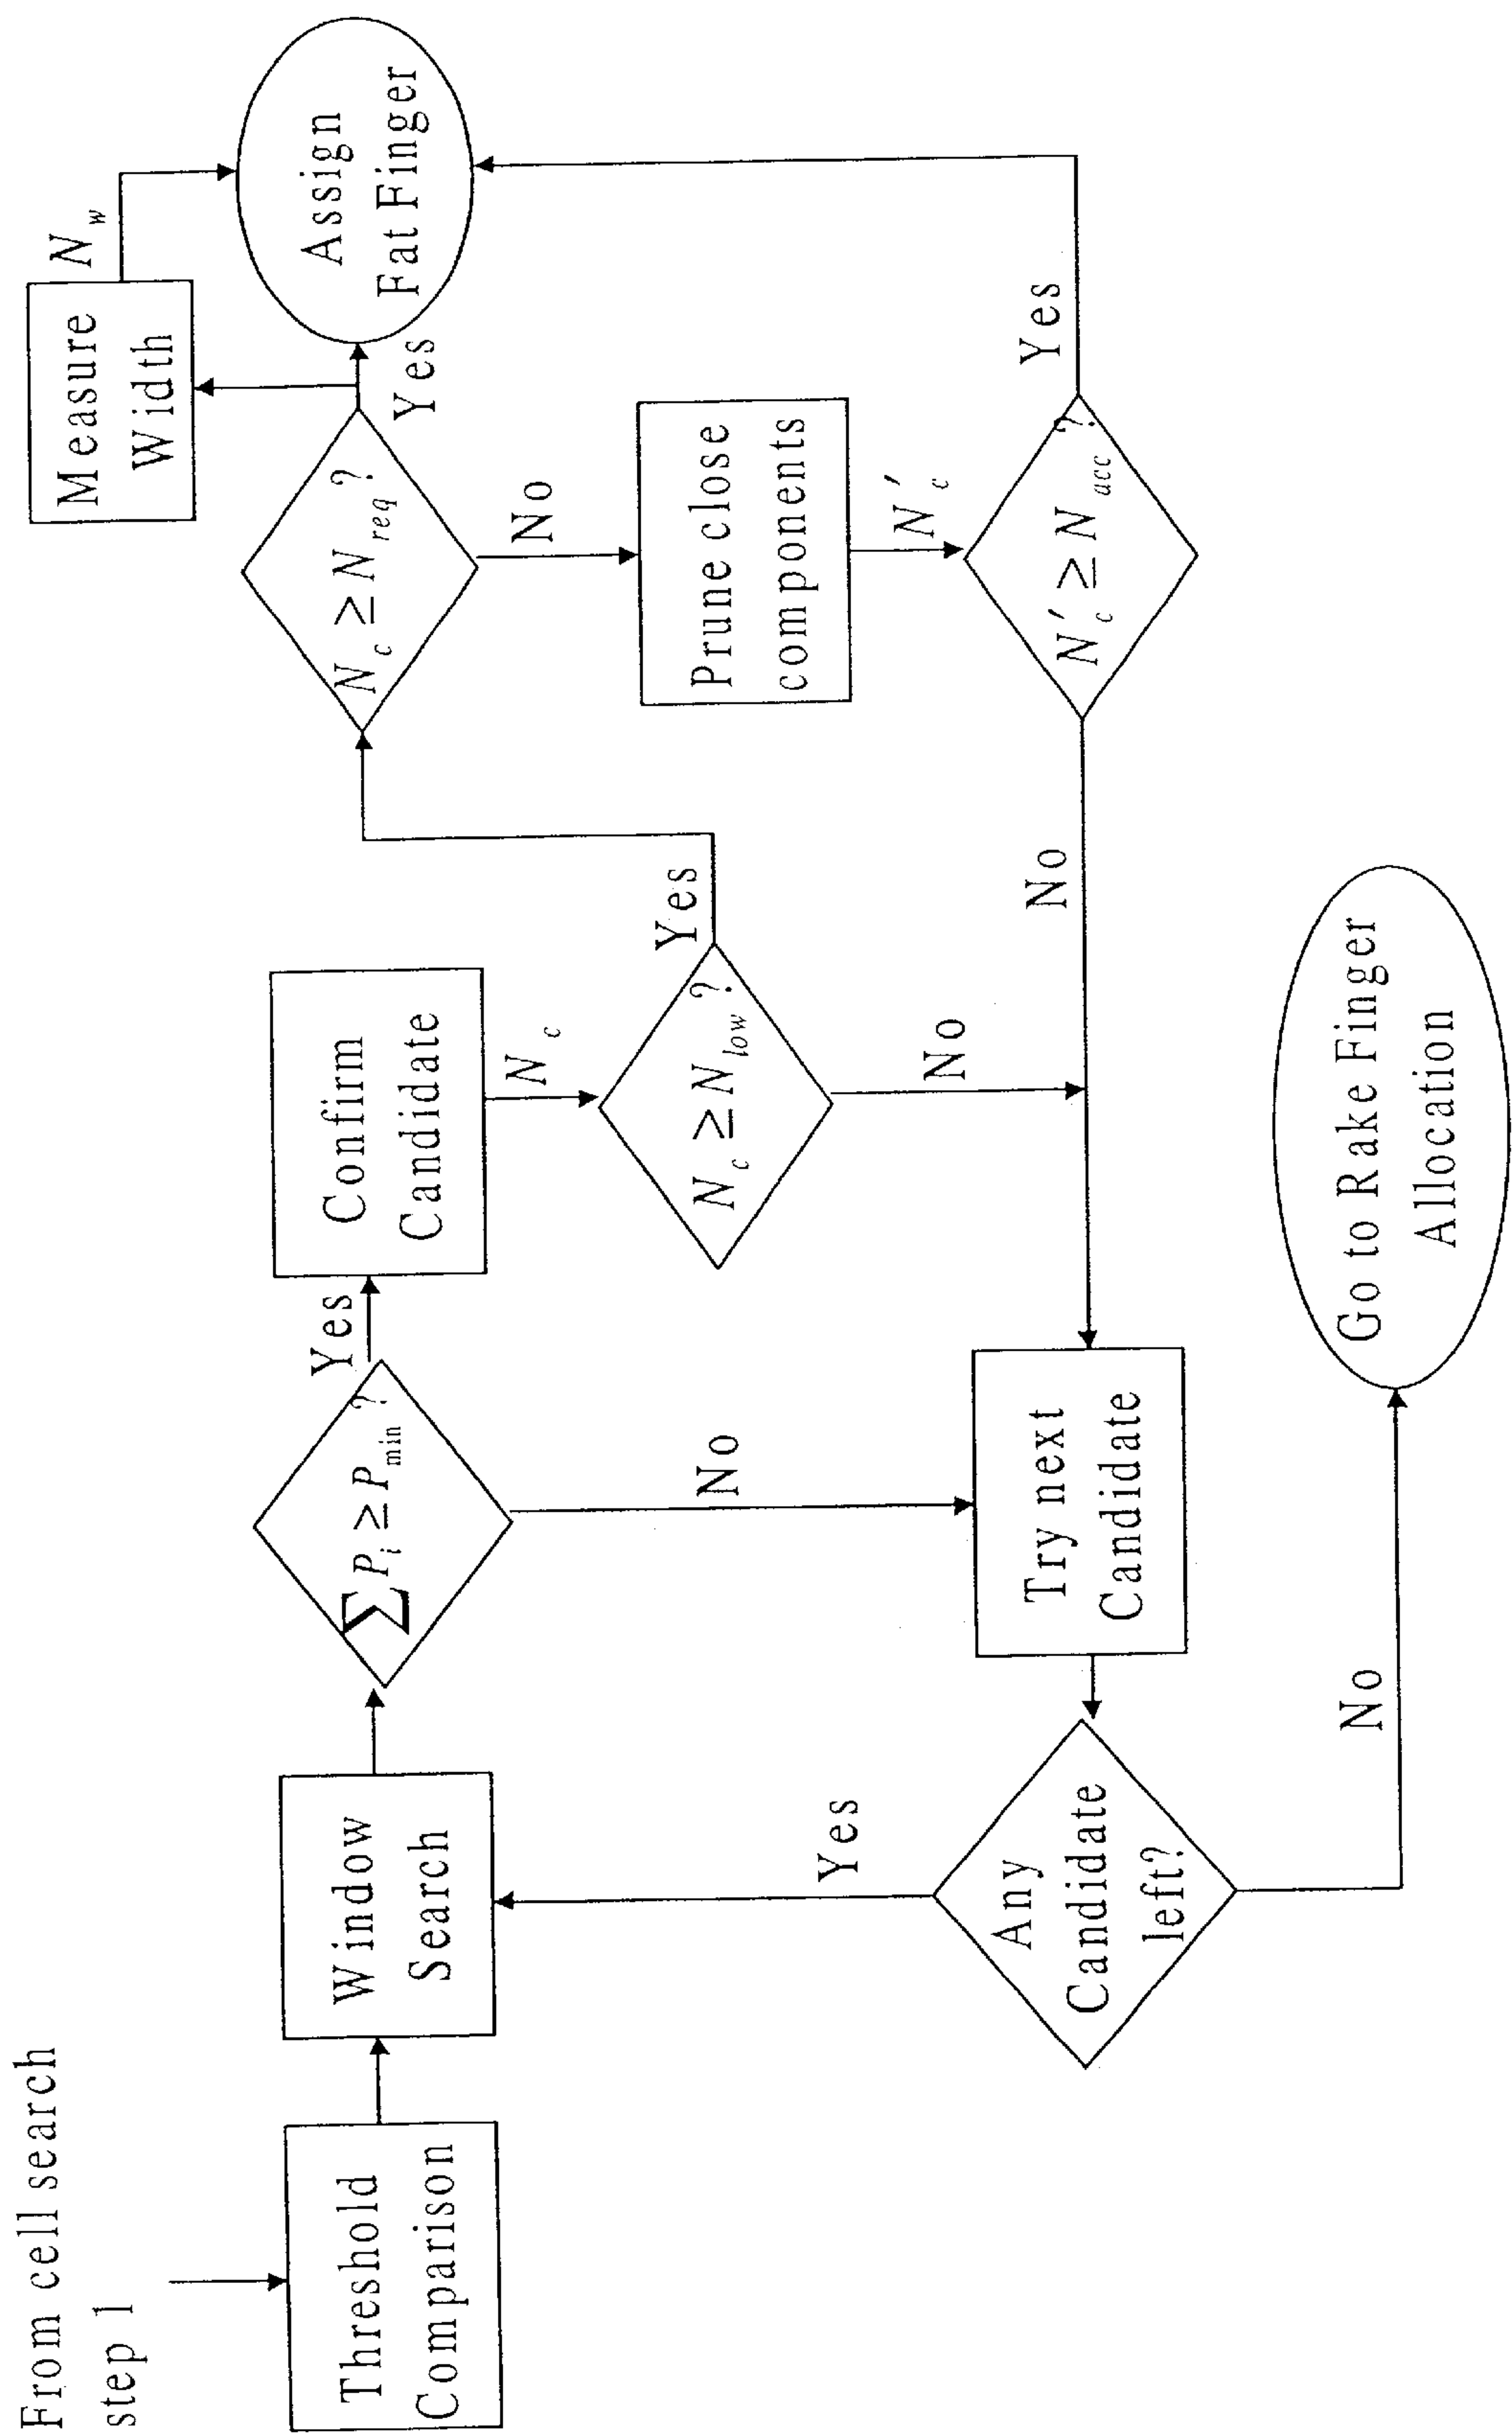 From cell search
step 1
Threshold
Comparison
Window
Search
∑ P_i ≥ P_min ?
Yes
No
Confirm
Candidate
N_c
N_c ≥ N_low ?
Yes
No
N_c ≥ N_req ?
Yes
No
Measure
Width
N_w
Assign
Fat Finger
Prune close
components
N'_c
N'_c ≥ N_acc ?
Yes
No
Try next
Candidate
Any
Candidate
left?
Yes
No
Go to Rake Finger
Allocation